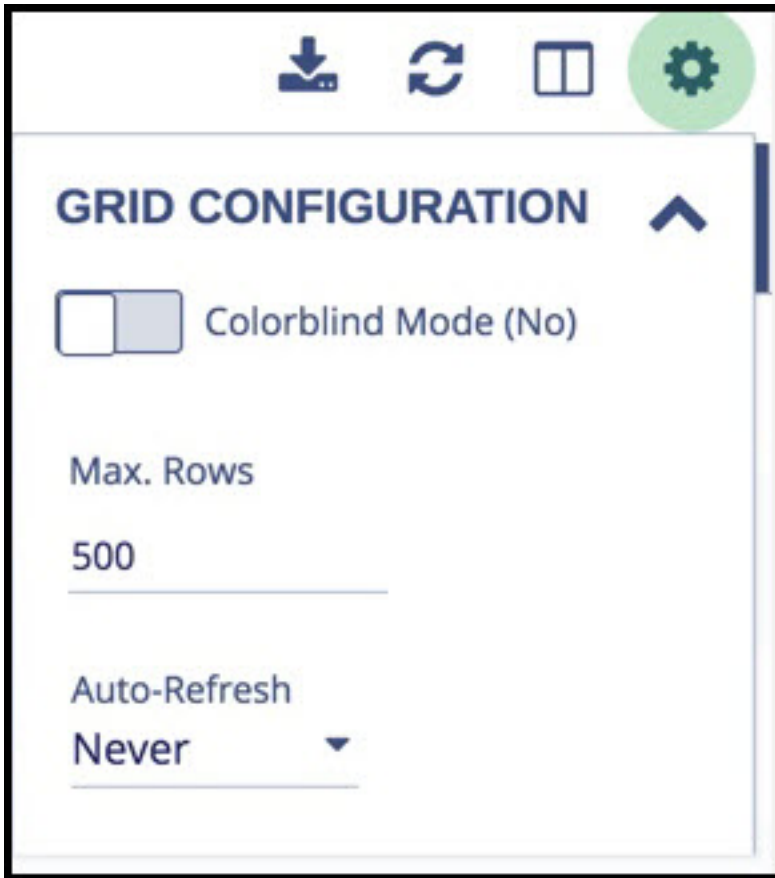 GRID CONFIGURATION
Colorblind Mode (No)
Max. Rows
500
Auto-Refresh
Never